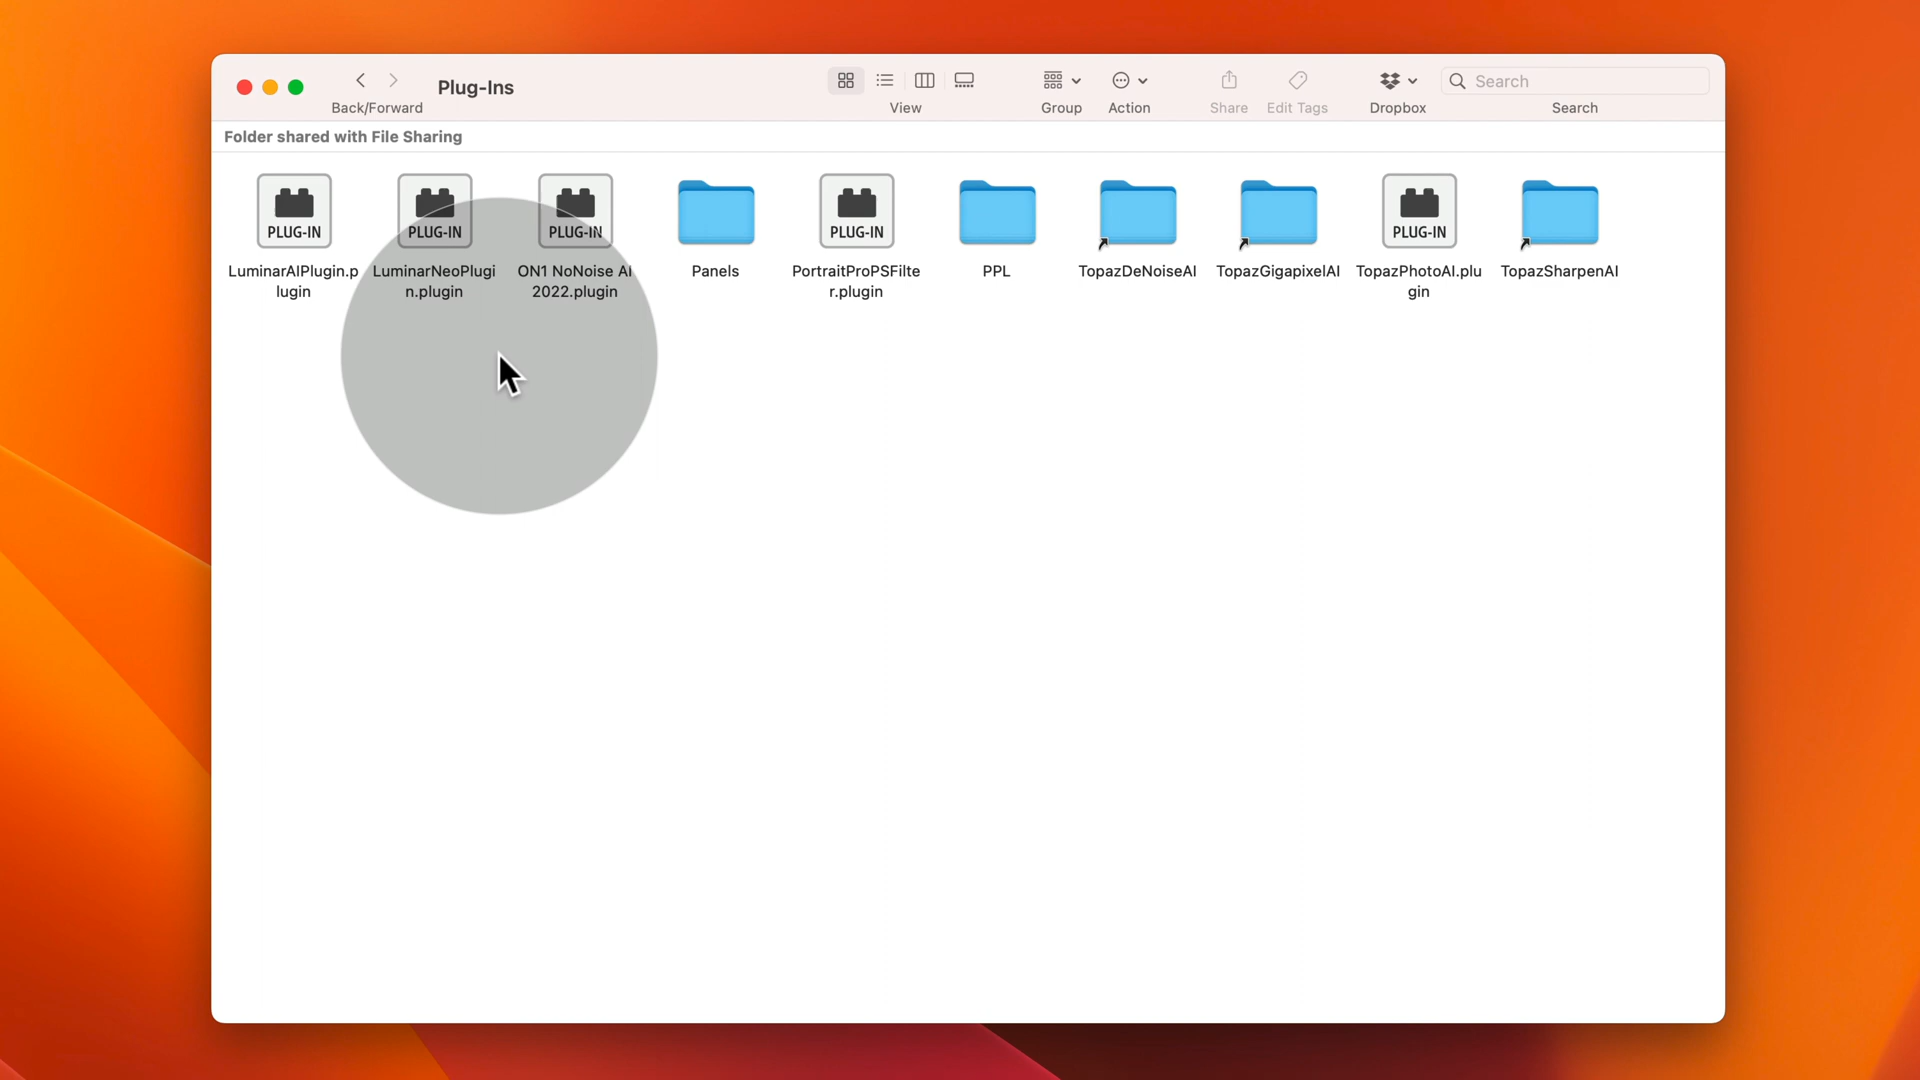 Plug-Ins
Back/Forward
View
Group
Action
Share
Edit Tags
Dropbox
Search
Search
Folder shared with File Sharing
PLUG-IN
PLUG-IN
PLUG-IN
PLUG-IN
PLUG-IN
LuminarAIPlugin.p
lugin
LuminarNeoPlugi
n.plugin
ON1 NoNoise AI
2022.plugin
Panels
PortraitProPSFilte
r.plugin
PPL
TopazDeNoiseAI
TopazGigapixelAI
TopazPhotoAI.plu
gin
TopazSharpenAI